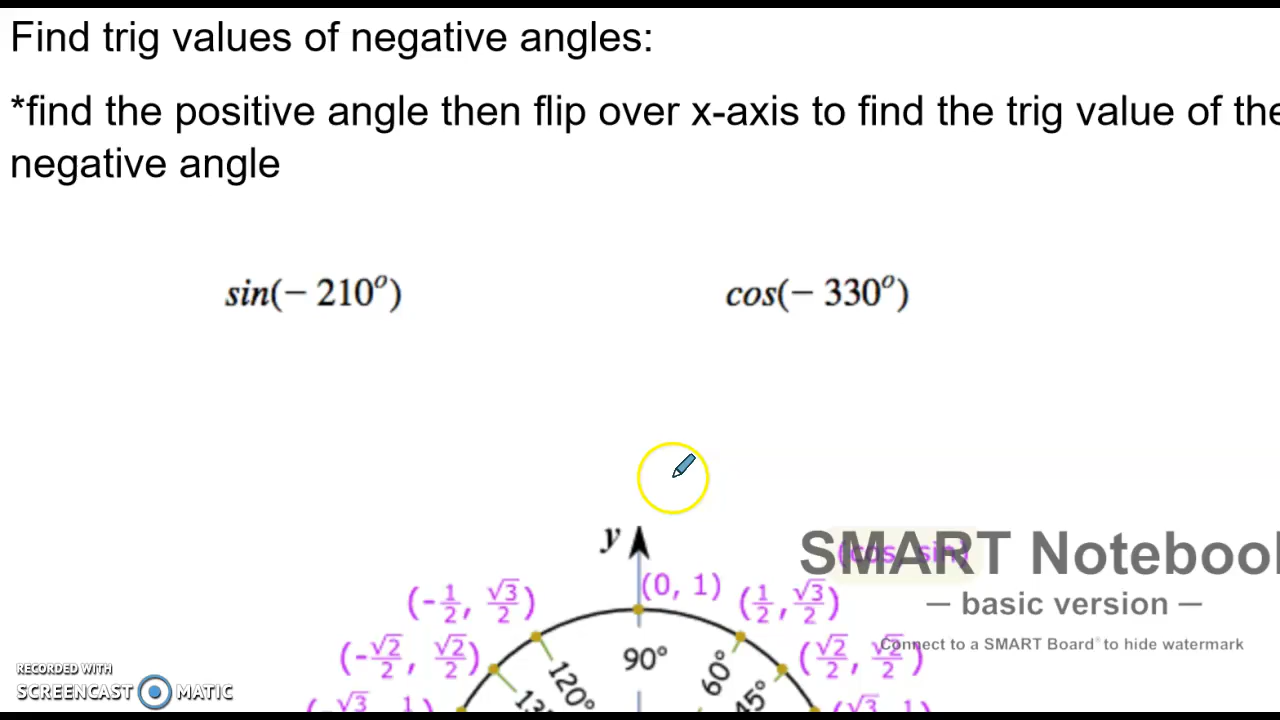 Find trig values of negative angles:
*find the positive angle then flip over x-axis to find the trig value of the
negative angle
sin(− 210°) cos(− 330°)
y
(cos, sin)
SMART Notebook
— basic version —
Connect to a SMART Board® to hide watermark
(0, 1)
(-1/2, √3/2) (1/2, √3/2)
(-√2/2, √2/2) (√2/2, √2/2)
90°
120° 60°
45°
RECORDED WITH
SCREENCAST MATIC